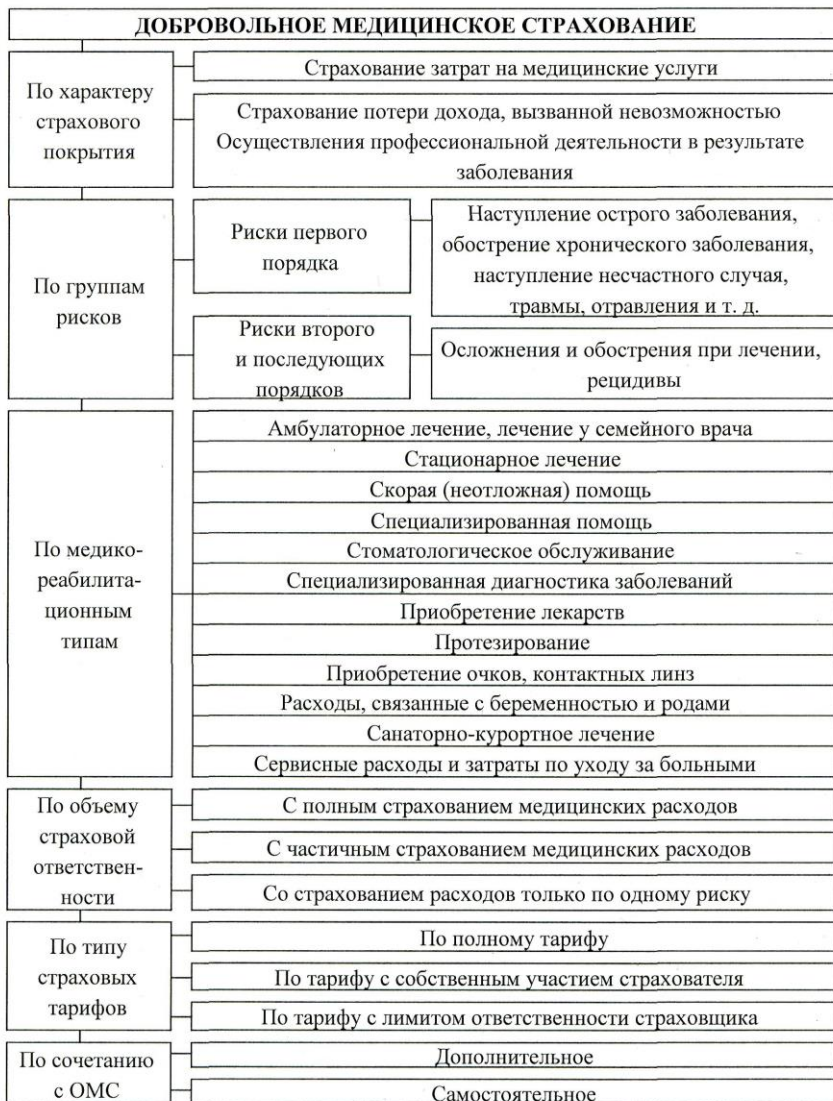 ДОБРОВОЛЬНОЕ МЕДИЦИНСКОЕ СТРАХОВАНИЕ
По характеру
страхового
покрытия
Страхование затрат на медицинские услуги
Страхование потери дохода, вызванной невозможностью
Осуществления профессиональной деятельности в результате
заболевания
По группам
рисков
Риски первого
порядка
Наступление острого заболевания,
обострение хронического заболевания,
наступление несчастного случая,
травмы, отравления и т. д.
Риски второго
и последующих
порядков
Осложнения и обострения при лечении,
рецидивы
По медико-
реабилита-
ционным
типам
Амбулаторное лечение, лечение у семейного врача
Стационарное лечение
Скорая (неотложная) помощь
Специализированная помощь
Стоматологическое обслуживание
Специализированная диагностика заболеваний
Приобретение лекарств
Протезирование
Приобретение очков, контактных линз
Расходы, связанные с беременностью и родами
Санаторно-курортное лечение
Сервисные расходы и затраты по уходу за больными
По объему
страховой
ответствен-
ности
С полным страхованием медицинских расходов
С частичным страхованием медицинских расходов
Со страхованием расходов только по одному риску
По типу
страховых
тарифов
По полному тарифу
По тарифу с собственным участием страхователя
По тарифу с лимитом ответственности страховщика
По сочетанию
с ОМС
Дополнительное
Самостоятельное